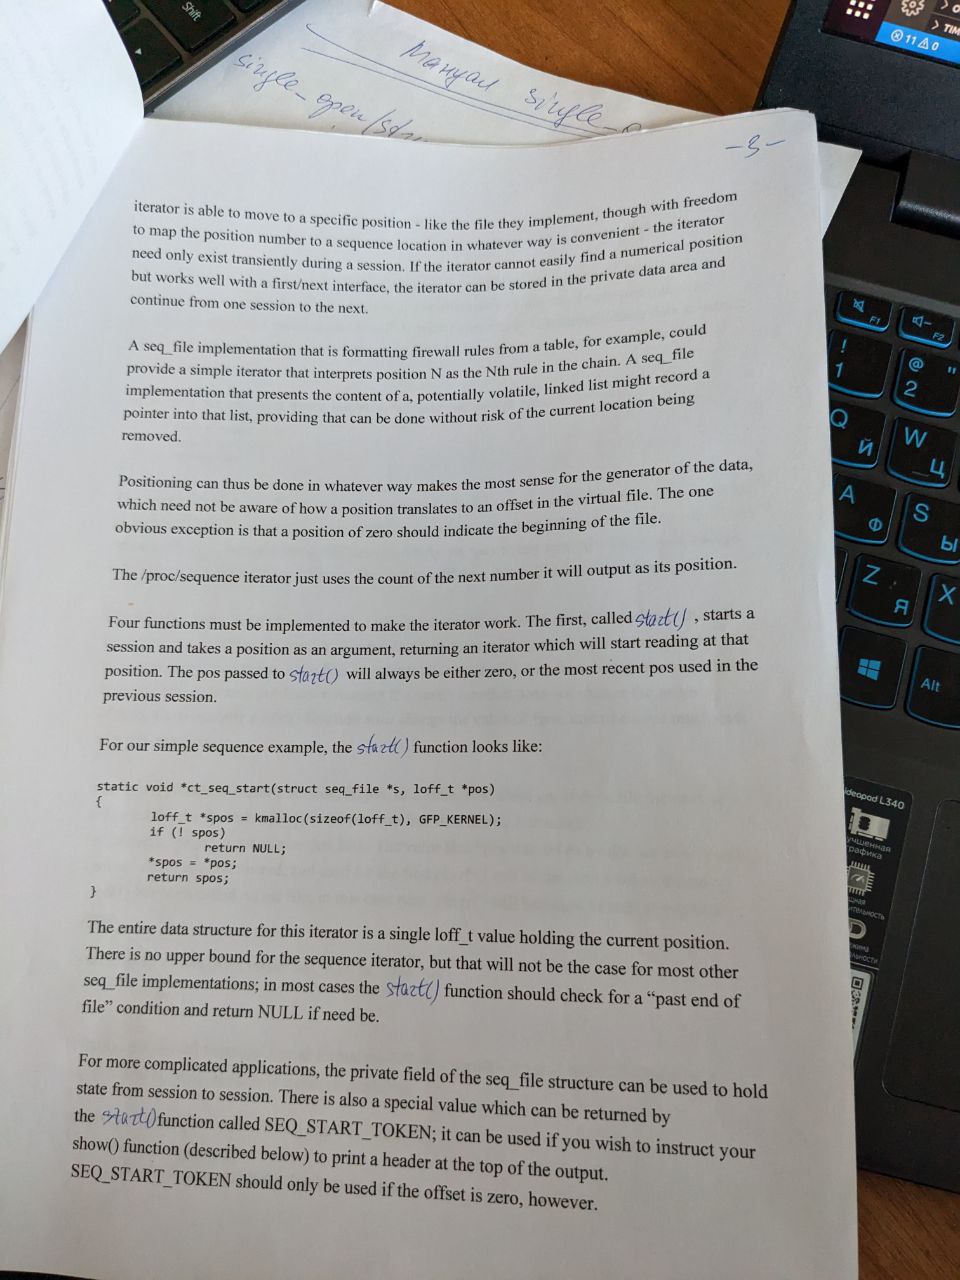 Shift
Мануал single_
single_open/sta
- 3 -
iterator is able to move to a specific position - like the file they implement, though with freedom
to map the position number to a sequence location in whatever way is convenient - the iterator
need only exist transiently during a session. If the iterator cannot easily find a numerical position
but works well with a first/next interface, the iterator can be stored in the private data area and
continue from one session to the next.
A seq_file implementation that is formatting firewall rules from a table, for example, could
provide a simple iterator that interprets position N as the Nth rule in the chain. A seq_file
implementation that presents the content of a, potentially volatile, linked list might record a
pointer into that list, providing that can be done without risk of the current location being
removed.
Positioning can thus be done in whatever way makes the most sense for the generator of the data,
which need not be aware of how a position translates to an offset in the virtual file. The one
obvious exception is that a position of zero should indicate the beginning of the file.
The /proc/sequence iterator just uses the count of the next number it will output as its position.
Four functions must be implemented to make the iterator work. The first, called start() , starts a
session and takes a position as an argument, returning an iterator which will start reading at that
position. The pos passed to start() will always be either zero, or the most recent pos used in the
previous session.
For our simple sequence example, the start() function looks like:
static void *ct_seq_start(struct seq_file *s, loff_t *pos)
{
loff_t *spos = kmalloc(sizeof(loff_t), GFP_KERNEL);
if (! spos)
return NULL;
*spos = *pos;
return spos;
}
The entire data structure for this iterator is a single loff_t value holding the current position.
There is no upper bound for the sequence iterator, but that will not be the case for most other
seq_file implementations; in most cases the start() function should check for a “past end of
file” condition and return NULL if need be.
For more complicated applications, the private field of the seq_file structure can be used to hold
state from session to session. There is also a special value which can be returned by
the start() function called SEQ_START_TOKEN; it can be used if you wish to instruct your
show() function (described below) to print a header at the top of the output.
SEQ_START_TOKEN should only be used if the offset is zero, however.
11 0
TIM
F1 F2
! 1 @ " 2
Q Й W Ц
A Ф S Ы
Z Я X
Alt
ideapad L340